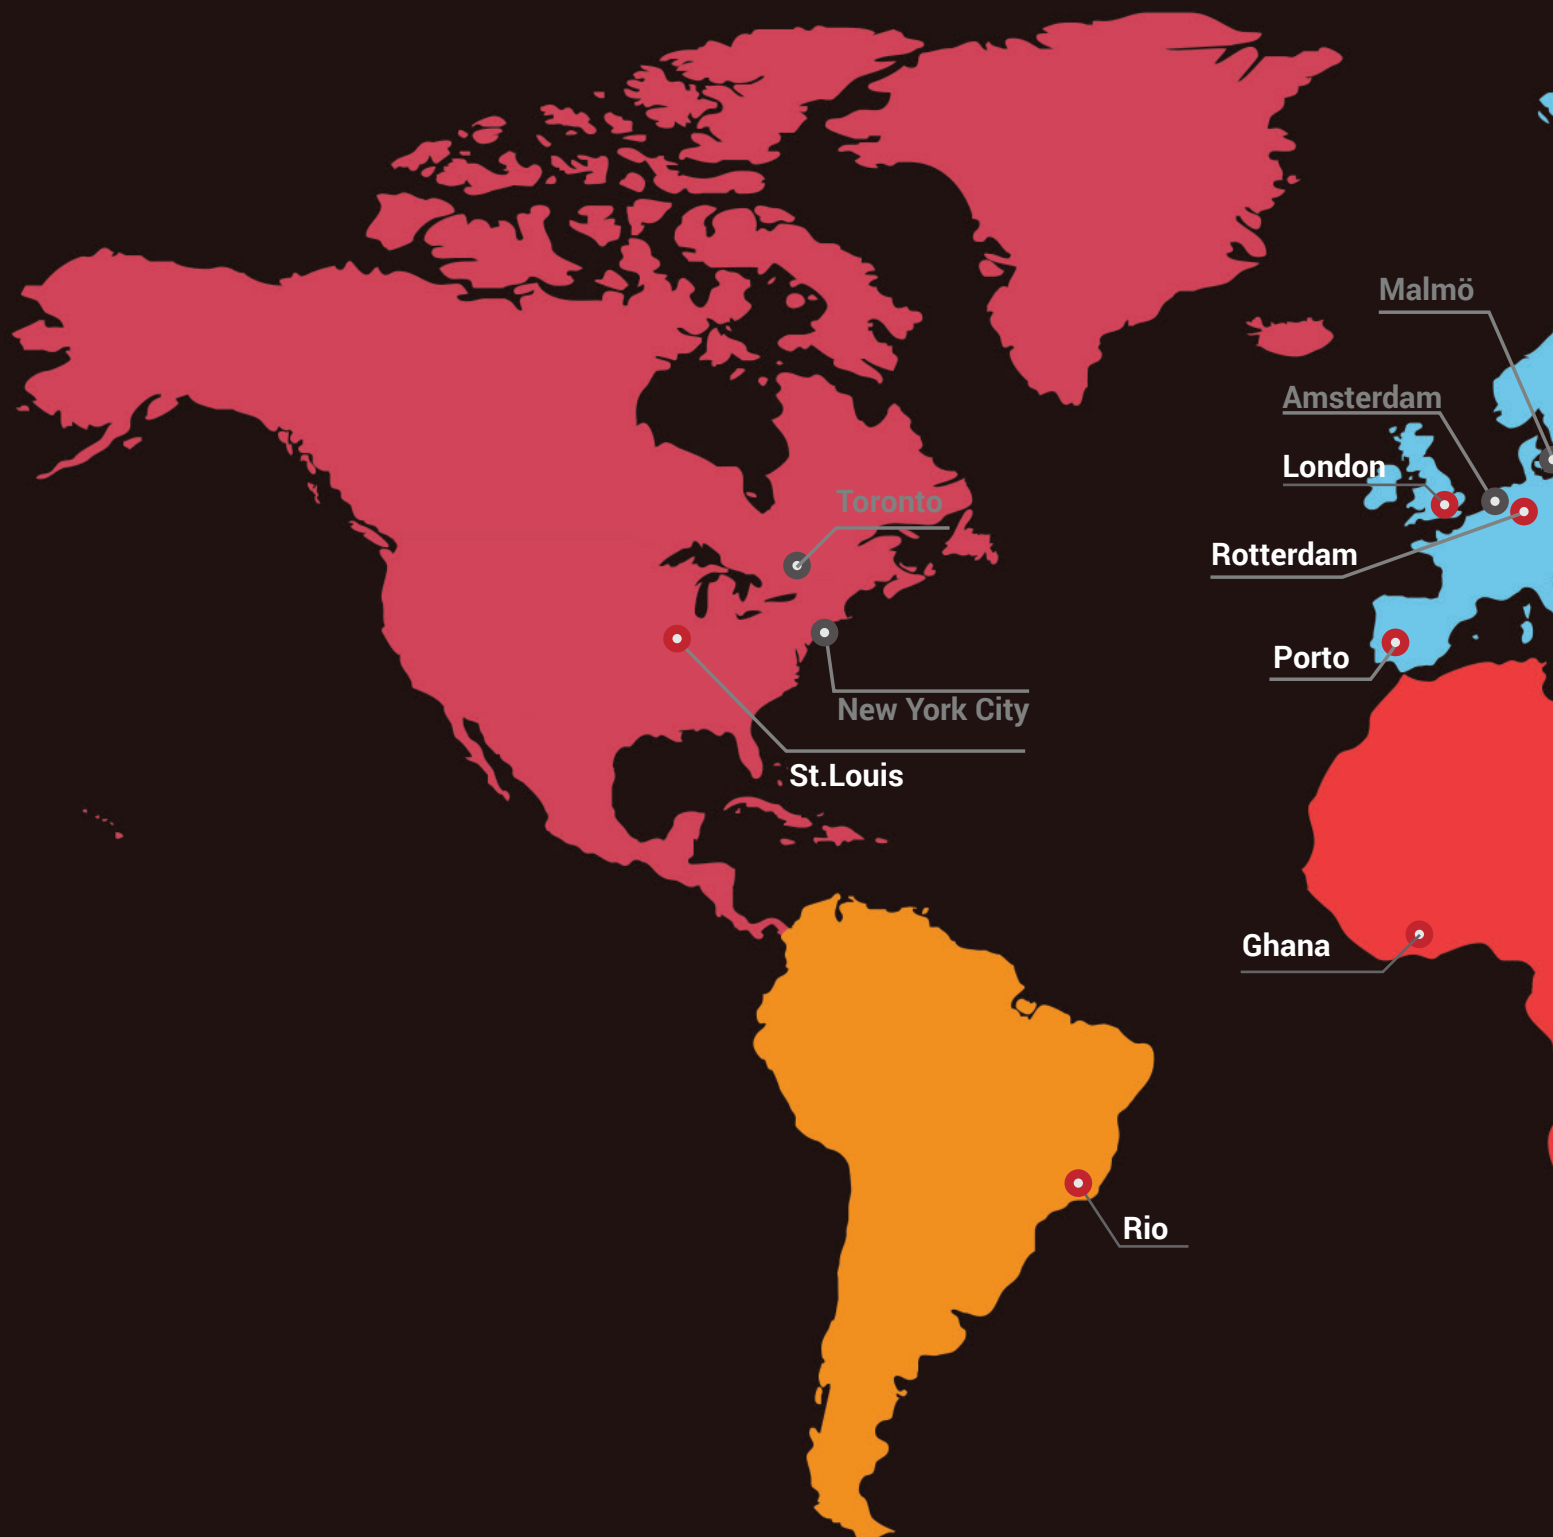 Malmö
Amsterdam
London
Toronto
Rotterdam
Porto
New York City
St.Louis
Ghana
Rio